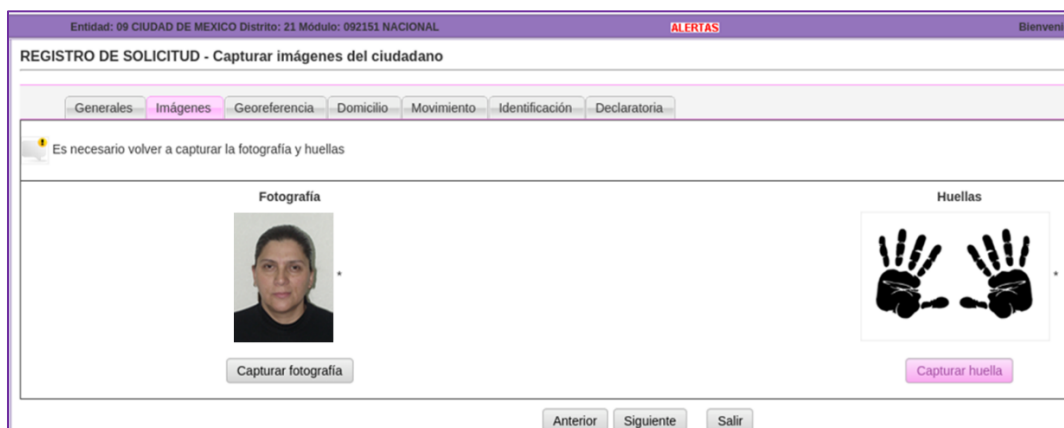 Entidad: 09 CIUDAD DE MEXICO Distrito: 21 Módulo: 092151 NACIONAL ALERTAS Bienveni
REGISTRO DE SOLICITUD - Capturar imágenes del ciudadano
Generales Imágenes Georeferencia Domicilio Movimiento Identificación Declaratoria
Es necesario volver a capturar la fotografía y huellas
Fotografía Huellas
Capturar fotografía Capturar huella
Anterior Siguiente Salir